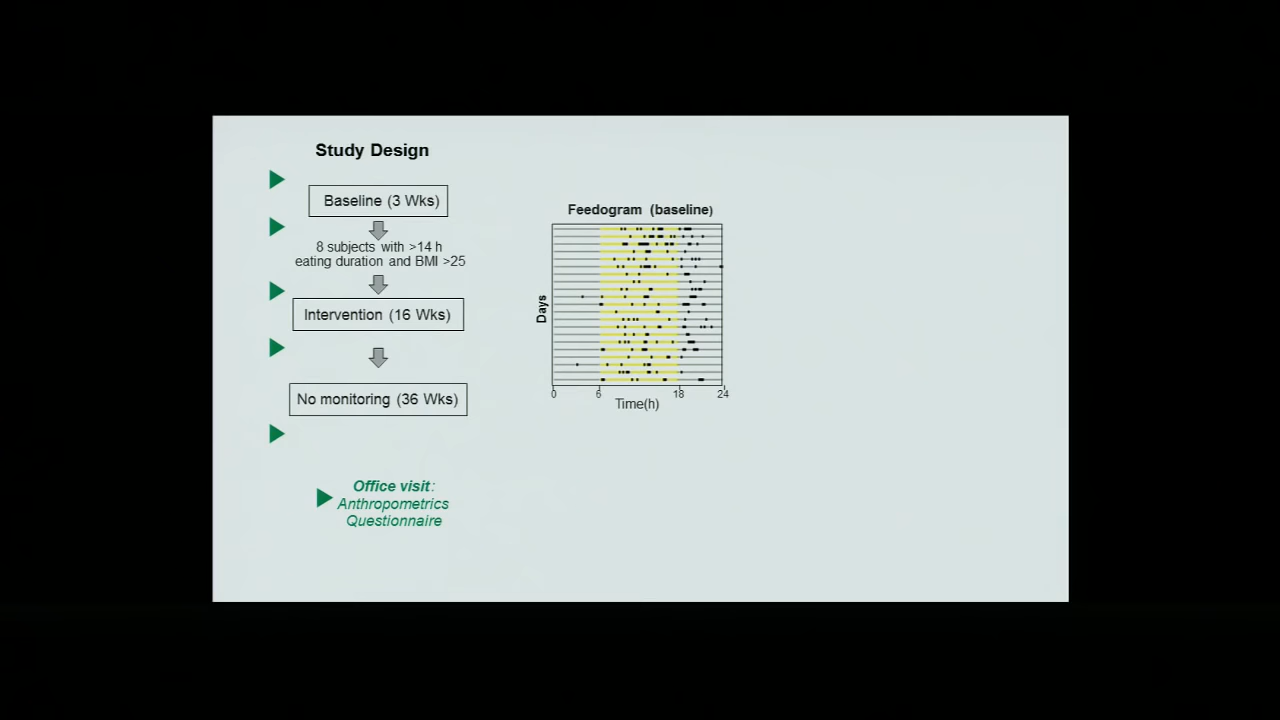 Study Design
Baseline (3 Wks)
8 subjects with >14 h
eating duration and BMI >25
Intervention (16 Wks)
No monitoring (36 Wks)
Office visit:
Anthropometrics
Questionnaire
Feedogram (baseline)
Days
0 6 18 24
Time(h)